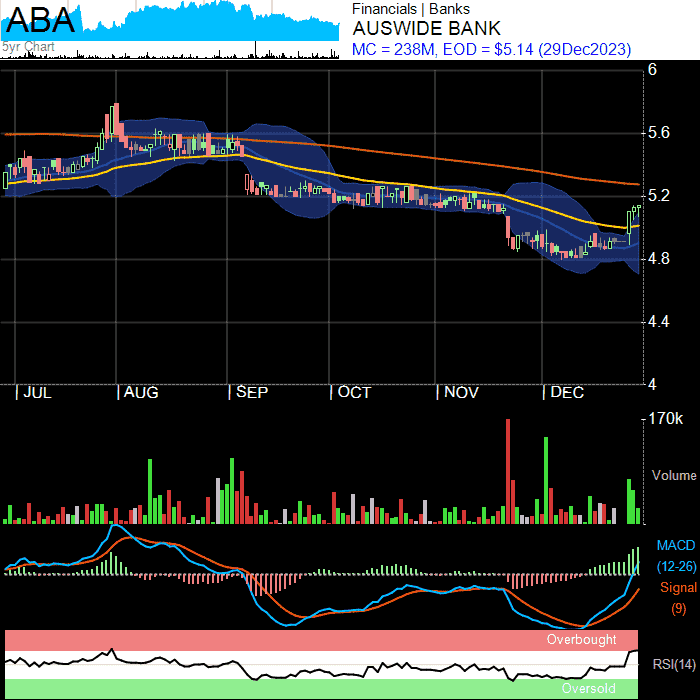 ABA
5yr Chart
Financials | Banks
AUSWIDE BANK
MC = 238M, EOD = $5.14 (29Dec2023)
6
5.6
5.2
4.8
4.4
4
| JUL | AUG | SEP | OCT | NOV | DEC
170k
Volume
MACD
(12-26)
Signal
(9)
Overbought
RSI(14)
Oversold